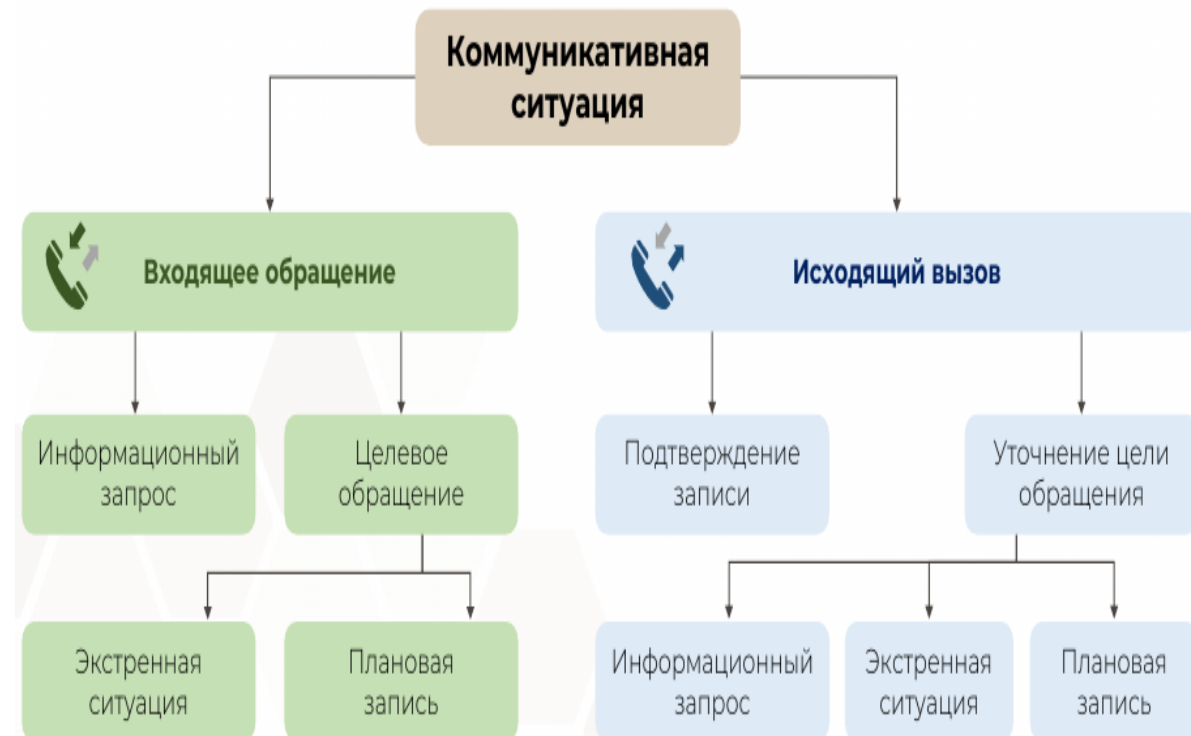 Коммуникативная
ситуация
Входящее обращение
Исходящий вызов
Информационный
запрос
Целевое
обращение
Подтверждение
записи
Уточнение цели
обращения
Экстренная
ситуация
Плановая
запись
Информационный
запрос
Экстренная
ситуация
Плановая
запись